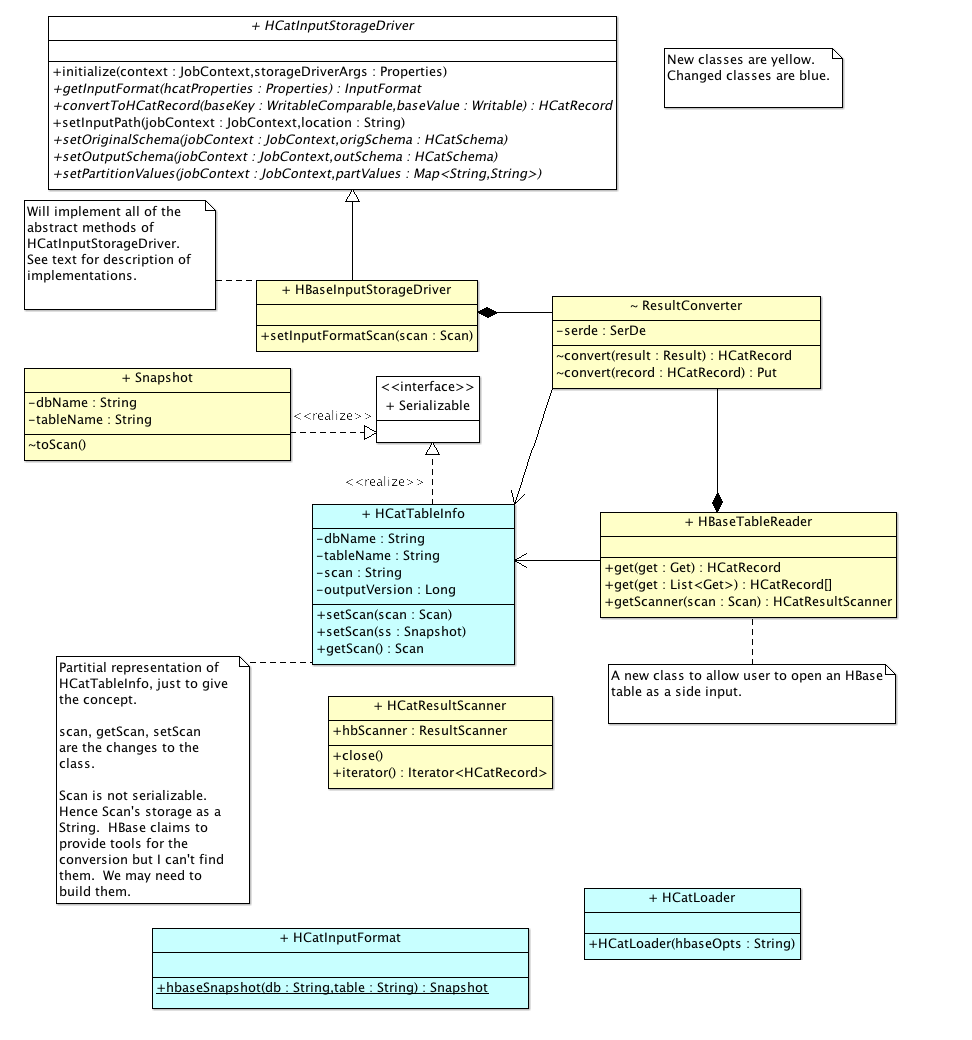 + HCatInputStorageDriver
+initialize(context : JobContext,storageDriverArgs : Properties)
+getInputFormat(hcatProperties : Properties) : InputFormat
+convertToHCatRecord(baseKey : WritableComparable,baseValue : Writable) : HCatRecord
+setInputPath(jobContext : JobContext,location : String)
+setOriginalSchema(jobContext : JobContext,origSchema : HCatSchema)
+setOutputSchema(jobContext : JobContext,outSchema : HCatSchema)
+setPartitionValues(jobContext : JobContext,partValues : Map<String,String>)
New classes are yellow.
Changed classes are blue.
Will implement all of the
abstract methods of
HCatInputStorageDriver.
See text for description of
implementations.
+ HBaseInputStorageDriver
+setInputFormatScan(scan : Scan)
~ ResultConverter
-serde : SerDe
~convert(result : Result) : HCatRecord
~convert(record : HCatRecord) : Put
+ Snapshot
-dbName : String
-tableName : String
~toScan()
<<realize>>
<<interface>>
+ Serializable
<<realize>>
+ HCatTableInfo
-dbName : String
-tableName : String
-scan : String
-outputVersion : Long
+setScan(scan : Scan)
+setScan(ss : Snapshot)
+getScan() : Scan
+ HBaseTableReader
+get(get : Get) : HCatRecord
+get(get : List<Get>) : HCatRecord[]
+getScanner(scan : Scan) : HCatResultScanner
Partitial representation of
HCatTableInfo, just to give
the concept.
scan, getScan, setScan
are the changes to the
class.
Scan is not serializable.
Hence Scan's storage as a
String.  HBase claims to
provide tools for the
conversion but I can't find
them.  We may need to
build them.
A new class to allow user to open an HBase
table as a side input.
+ HCatResultScanner
+hbScanner : ResultScanner
+close()
+iterator() : Iterator<HCatRecord>
+ HCatLoader
+HCatLoader(hbaseOpts : String)
+ HCatInputFormat
+hbaseSnapshot(db : String,table : String) : Snapshot